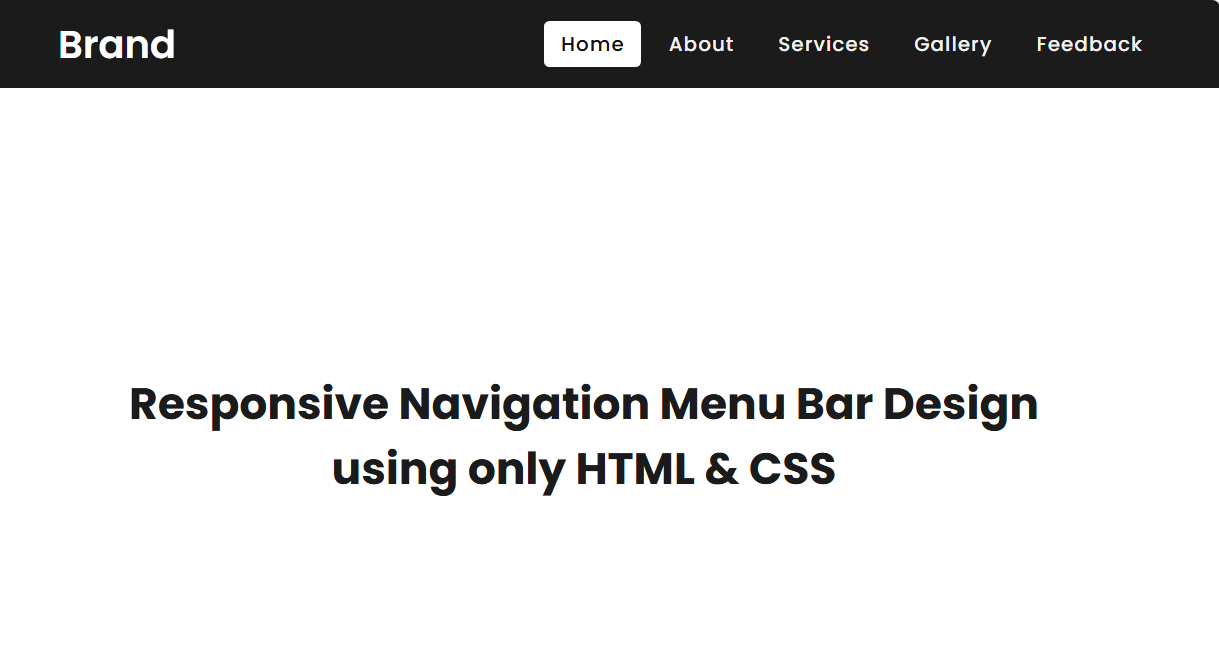 Brand Home About Services Gallery Feedback
Responsive Navigation Menu Bar Design
using only HTML & CSS